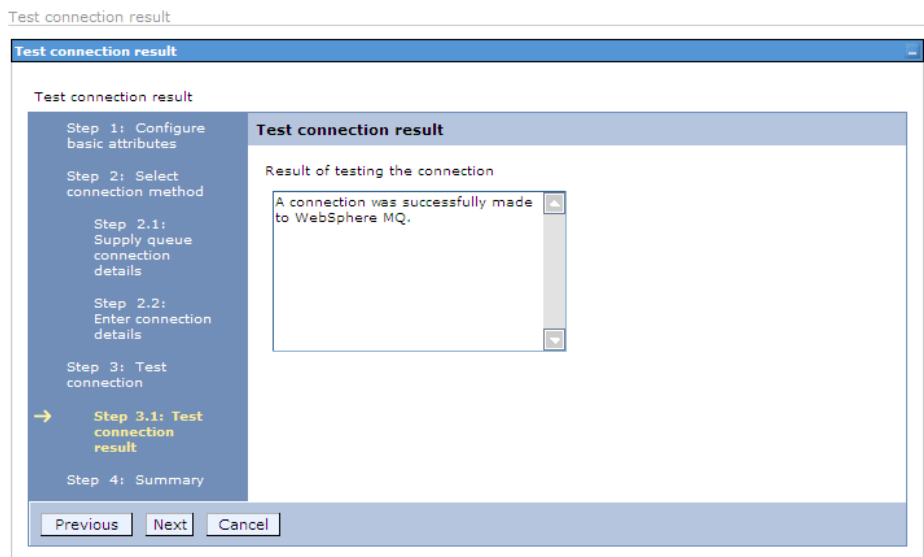 Test connection result
Test connection result
Test connection result
Step 1: Configure
basic attributes
Step 2: Select
connection method
Step 2.1:
Supply queue
connection
details
Step 2.2:
Enter connection
details
Step 3: Test
connection
Step 3.1: Test
connection
result
Step 4: Summary
Test connection result
Result of testing the connection
A connection was successfully made
to WebSphere MQ.
Previous
Next
Cancel